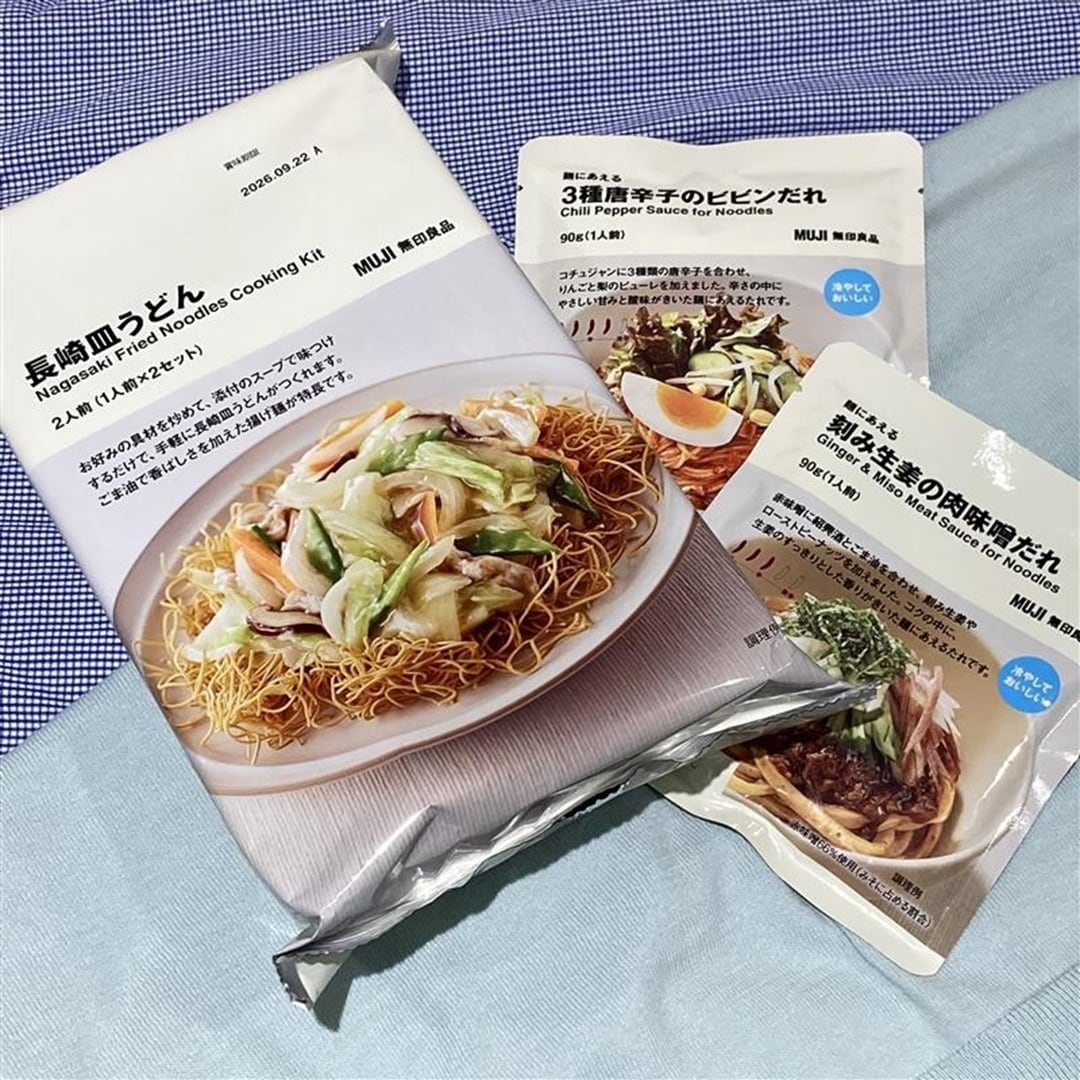 賞味期限
2026.09.22 A
MUJI 無印良品
長崎皿うどん
Nagasaki Fried Noodles Cooking Kit
2人前（1人前×2セット）
お好みの具材を炒めて、添付のスープで味つけ
するだけで、手軽に長崎皿うどんがつくれます。
ごま油で香ばしさを加えた揚げ麺が特長です。
調理例
麺にあえる
3種唐辛子のビビンだれ
Chili Pepper Sauce for Noodles
90g（1人前）
MUJI 無印良品
コチュジャンに3種類の唐辛子を合わせ、
りんごと梨のピューレを加えました。辛さの中に
やさしい甘みと酸味がきいた麺にあえるたれです。
冷やして
おいしい
麺にあえる
刻み生姜の肉味噌だれ
Ginger & Miso Meat Sauce for Noodles
90g（1人前）
MUJI 無印良
赤味噌に紹興酒とごま油を合わせ、刻み生姜や
ローストピーナッツを加えました。コクの中に、
生姜のすっきりとした香りがきいた麺にあえるたれです。
冷やして
おいしい
赤味噌66%使用（みそに占める割合）
調理例